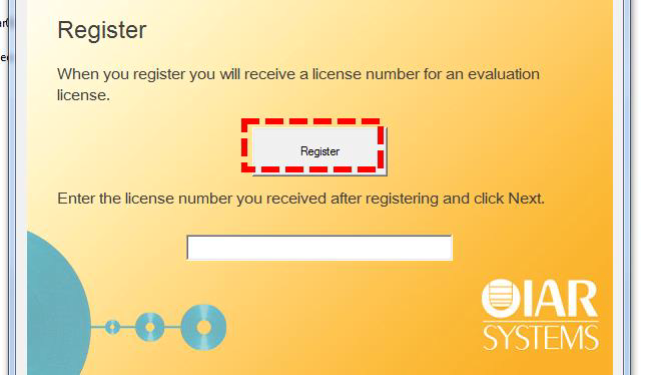 Register
When you register you will receive a license number for an evaluation
license.
Register
Enter the license number you received after registering and click Next.
IAR
SYSTEMS